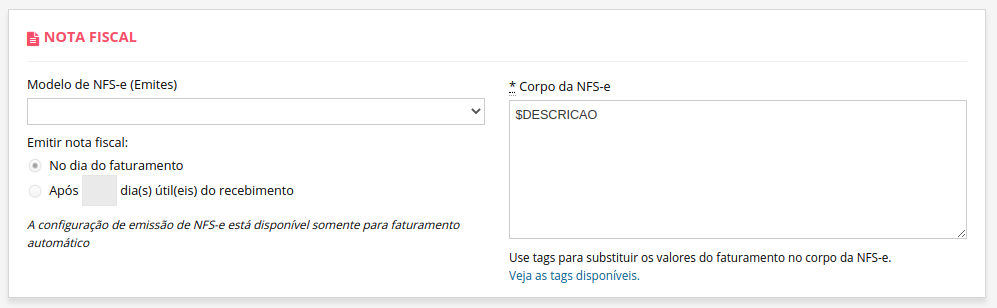 NOTA FISCAL
Modelo de NFS-e (Emites)
Emitir nota fiscal:
No dia do faturamento
Após dia(s) útil(eis) do recebimento
A configuração de emissão de NFS-e está disponível somente para faturamento
automático
* Corpo da NFS-e
$DESCRICAO
Use tags para substituir os valores do faturamento no corpo da NFS-e.
Veja as tags disponíveis.